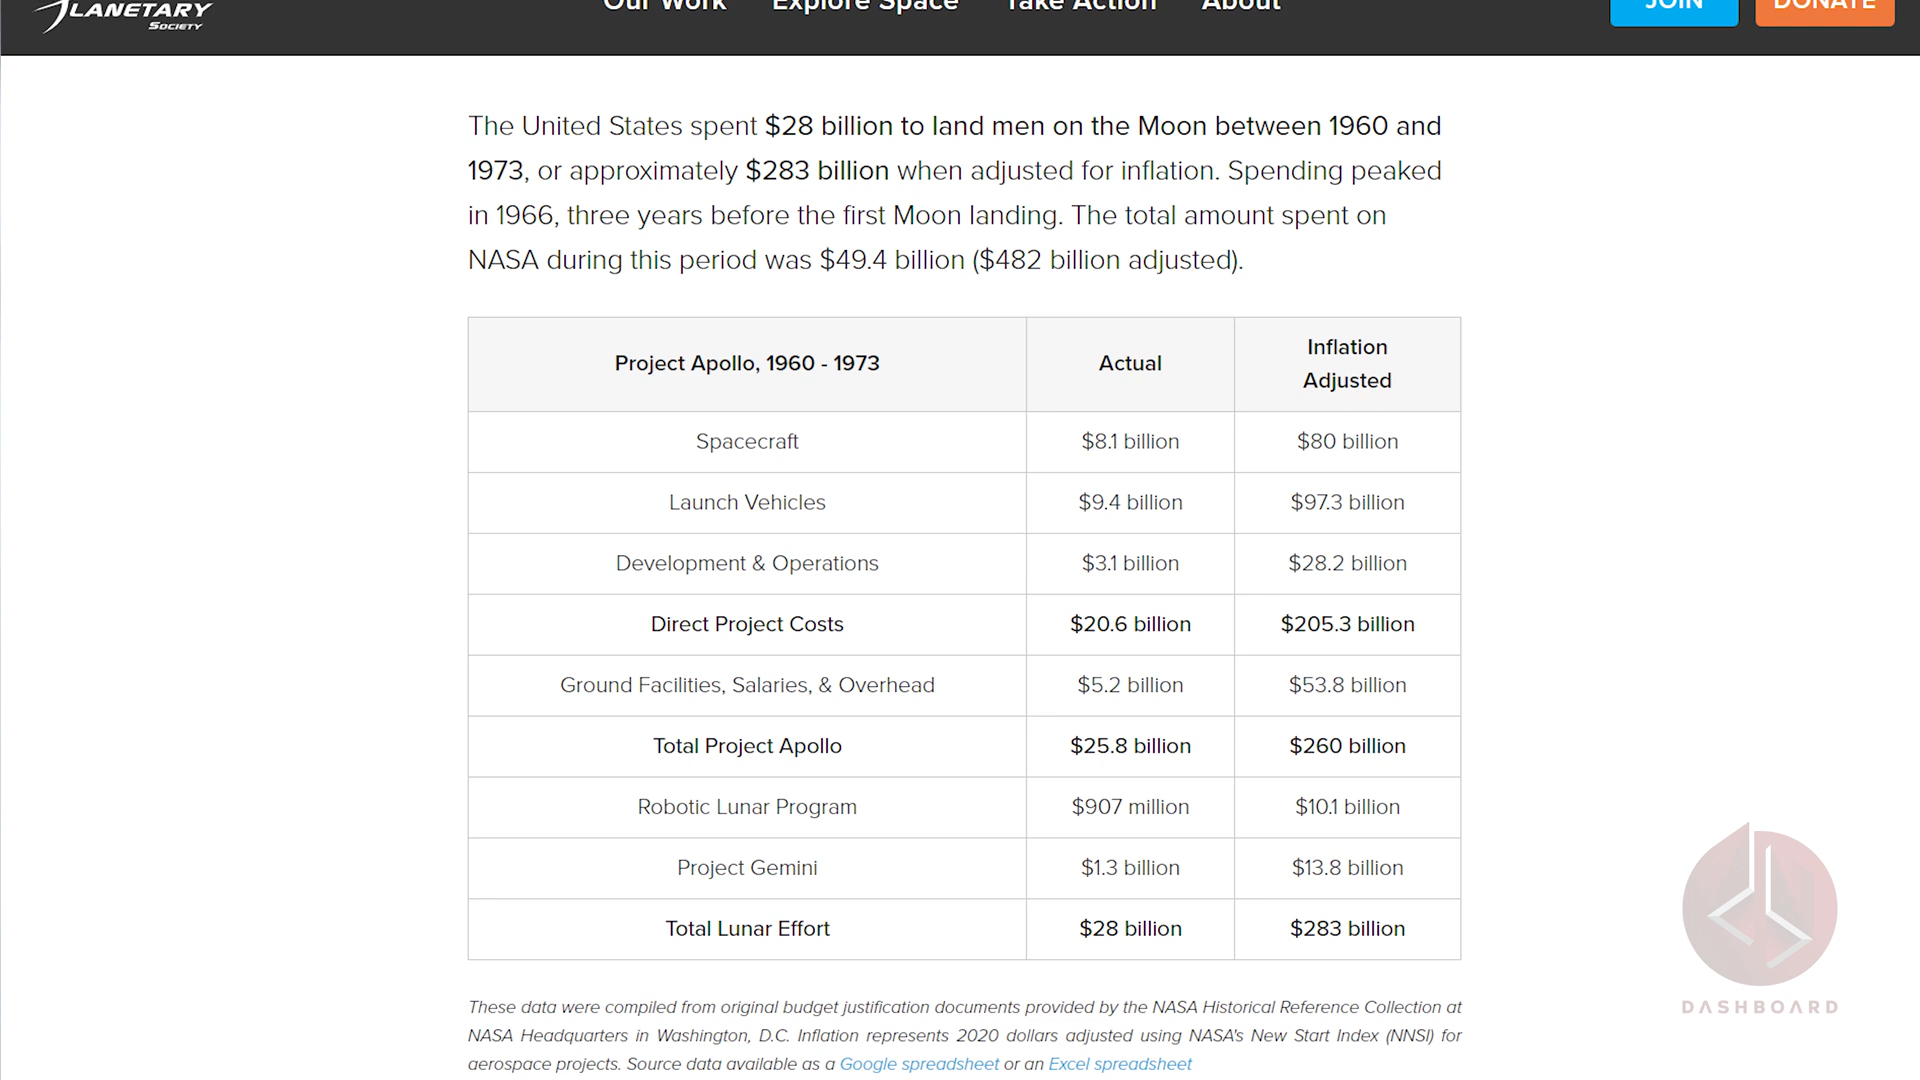 PLANETARY
SOCIETY
Our Work Explore Space Take Action About JOIN DONATE
The United States spent $28 billion to land men on the Moon between 1960 and
1973, or approximately $283 billion when adjusted for inflation. Spending peaked
in 1966, three years before the first Moon landing. The total amount spent on
NASA during this period was $49.4 billion ($482 billion adjusted).
Project Apollo, 1960 - 1973 Actual Inflation
Adjusted
Spacecraft $8.1 billion $80 billion
Launch Vehicles $9.4 billion $97.3 billion
Development & Operations $3.1 billion $28.2 billion
Direct Project Costs $20.6 billion $205.3 billion
Ground Facilities, Salaries, & Overhead $5.2 billion $53.8 billion
Total Project Apollo $25.8 billion $260 billion
Robotic Lunar Program $907 million $10.1 billion
Project Gemini $1.3 billion $13.8 billion
Total Lunar Effort $28 billion $283 billion
These data were compiled from original budget justification documents provided by the NASA Historical Reference Collection at
NASA Headquarters in Washington, D.C. Inflation represents 2020 dollars adjusted using NASA's New Start Index (NNSI) for
aerospace projects. Source data available as a Google spreadsheet or an Excel spreadsheet
DASHBOARD